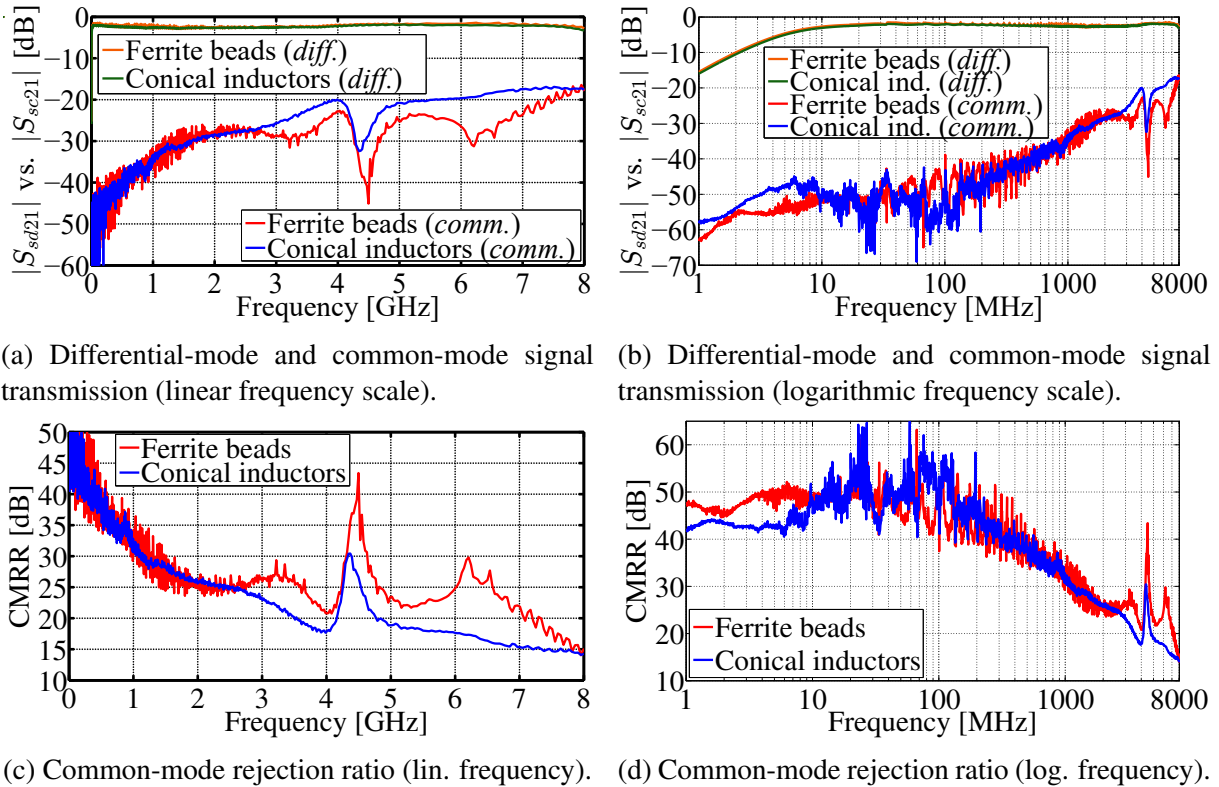 0
−10
−20
−30
−40
−50
−60
|S_sd21| vs. |S_sc21| [dB]
Ferrite beads (diff.)
Conical inductors (diff.)
Ferrite beads (comm.)
Conical inductors (comm.)
0 1 2 3 4 5 6 7 8
Frequency [GHz]
0
−10
−20
−30
−40
−50
−60
−70
|S_sd21| vs. |S_sc21| [dB]
Ferrite beads (diff.)
Conical ind. (diff.)
Ferrite beads (comm.)
Conical ind. (comm.)
1 10 100 1000 8000
Frequency [MHz]
(a) Differential-mode and common-mode signal
transmission (linear frequency scale).
(b) Differential-mode and common-mode signal
transmission (logarithmic frequency scale).
50
45
40
35
30
25
20
15
10
CMRR [dB]
Ferrite beads
Conical inductors
0 1 2 3 4 5 6 7 8
Frequency [GHz]
60
50
40
30
20
10
CMRR [dB]
Ferrite beads
Conical inductors
1 10 100 1000 8000
Frequency [MHz]
(c) Common-mode rejection ratio (lin. frequency).
(d) Common-mode rejection ratio (log. frequency).